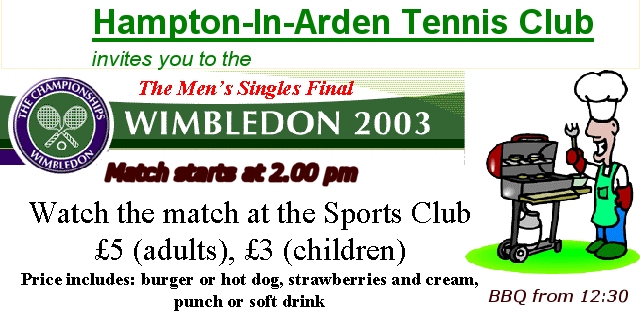 Hampton-In-Arden Tennis Club
invites you to the
The Men's Singles Final
THE CHAMPIONSHIPS
WIMBLEDON
WIMBLEDON 2003
Match starts at 2.00 pm
Watch the match at the Sports Club
£5 (adults), £3 (children)
Price includes: burger or hot dog, strawberries and cream,
punch or soft drink
BBQ from 12:30